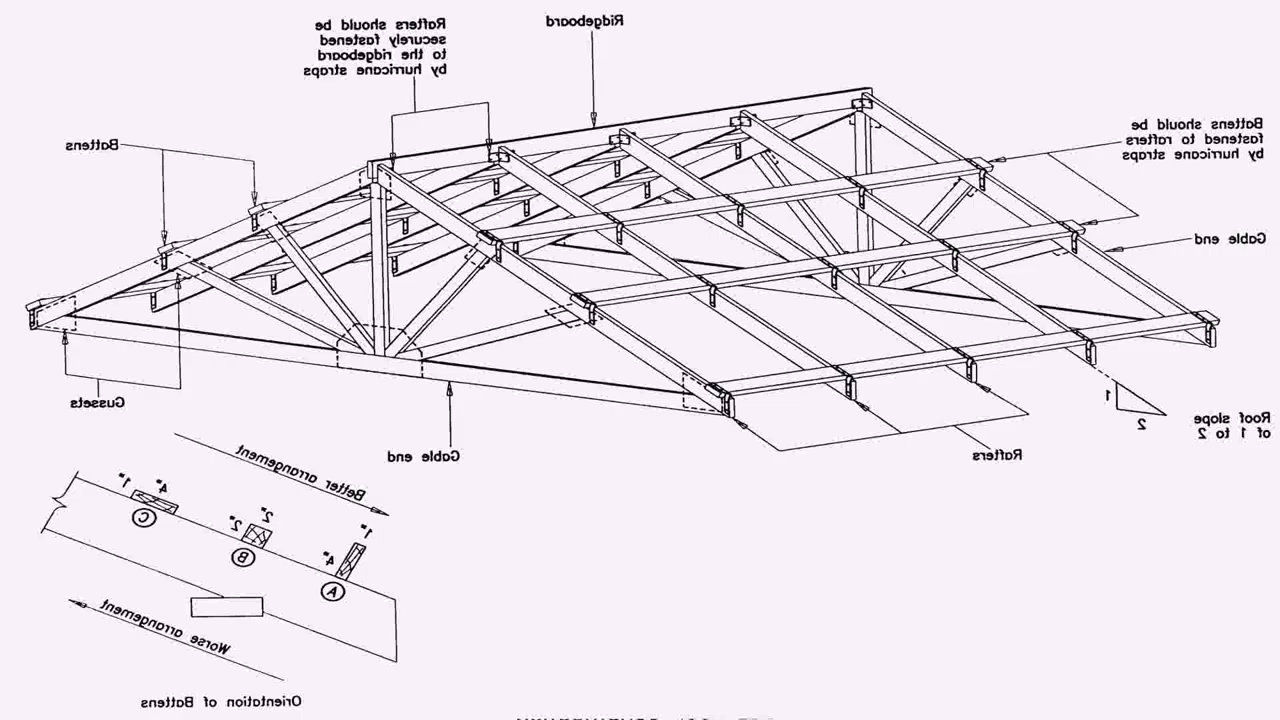 Ridgeboard
Rafters should be
securely fastened
to the ridgeboard
by hurricane straps
Battens should be
fastened to rafters
by hurricane straps
Battens
Gable end
Gussets
Gable end
Rafters
1
2
Roof slope
of 1 to 2
Better arrangement
1"
4"
C
2"
2"
B
1"
4"
A
Worse arrangement
Orientation of Battens